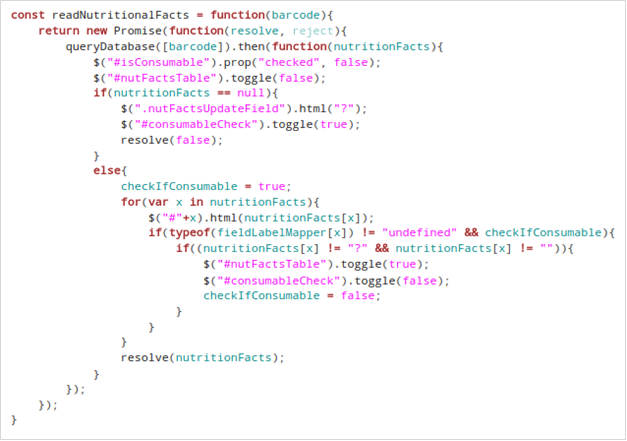 const readNutritionalFacts = function(barcode){
    return new Promise(function(resolve, reject){
        queryDatabase([barcode]).then(function(nutritionFacts){
            $("#isConsumable").prop("checked", false);
            $("#nutFactsTable").toggle(false);
            if(nutritionFacts == null){
                $(".nutFactsUpdateField").html("?");
                $("#consumableCheck").toggle(true);
                resolve(false);
            }
            else{
                checkIfConsumable = true;
                for(var x in nutritionFacts){
                    $("#"+x).html(nutritionFacts[x]);
                    if(typeof(fieldLabelMapper[x]) != "undefined" && checkIfConsumable){
                        if((nutritionFacts[x] != "?" && nutritionFacts[x] != "")){
                            $("#nutFactsTable").toggle(true);
                            $("#consumableCheck").toggle(false);
                            checkIfConsumable = false;
                        }
                    }
                }
                resolve(nutritionFacts);
            }
        });
    });
}